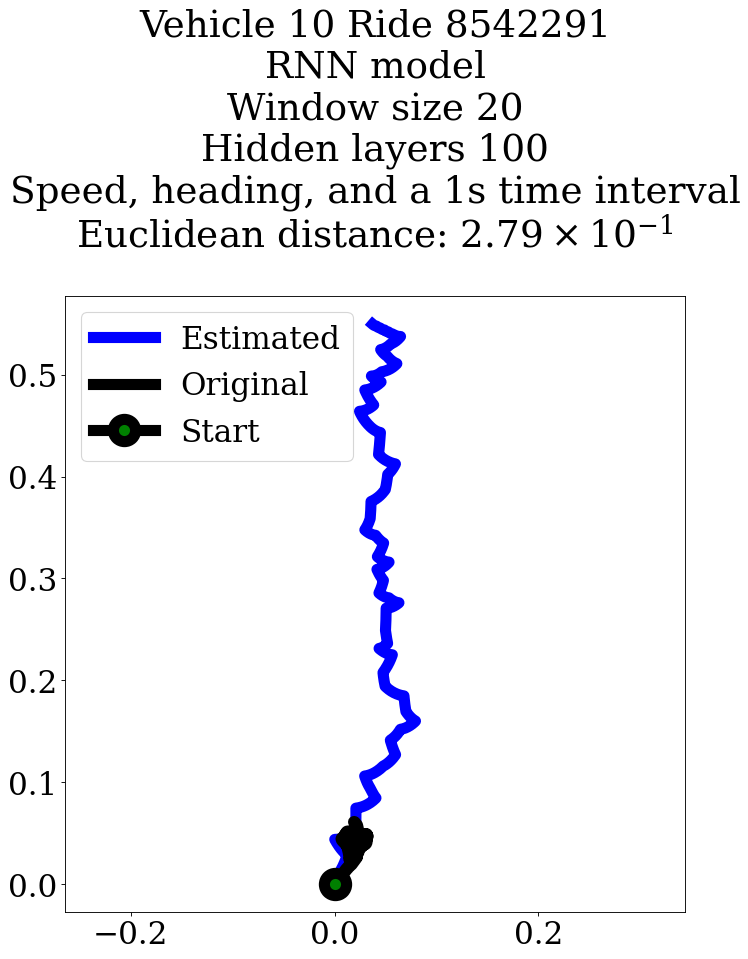 Vehicle 10 Ride 8542291
RNN model
Window size 20
Hidden layers 100
Speed, heading, and a 1s time interval
Euclidean distance: 2.79 × 10⁻¹
Estimated
Original
Start
0.5
0.4
0.3
0.2
0.1
0.0
−0.2 0.0 0.2